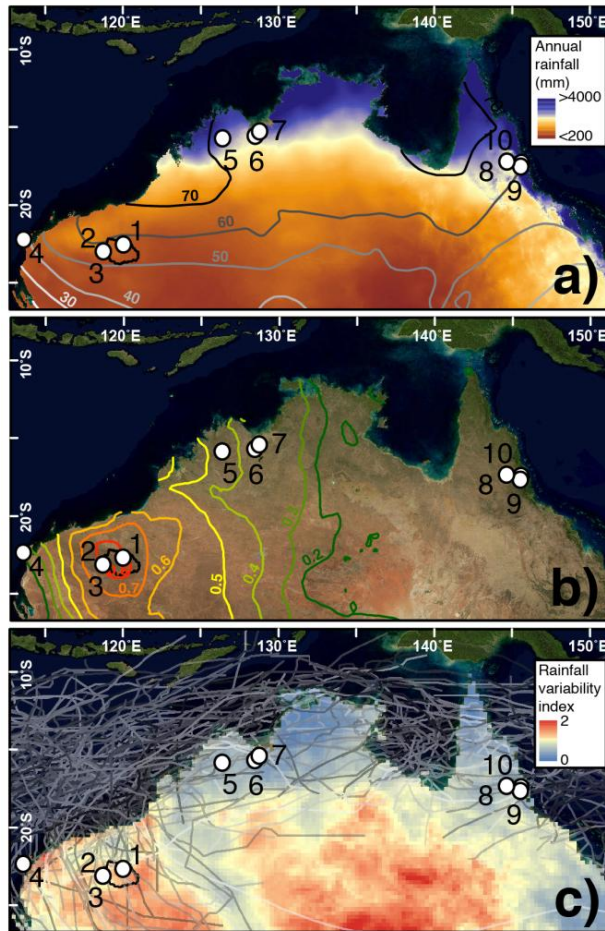 120°E
130°E
140°E
150°E
10°S
Annual
rainfall
(mm)
>4000
<200
7
5
6
10
8
9
70
70
20°S
60
2
1
4
3
50
40
30
a)
120°E
130°E
140°E
10°S
7
5
6
10
8
9
20°S
2
1
0.6
4
3
0.7
0.5
0.4
0.2
b)
120°E
130°E
140°E
10°S
Rainfall
variability
index
2
0
7
5
6
10
8
9
20°S
2
1
4
3
c)